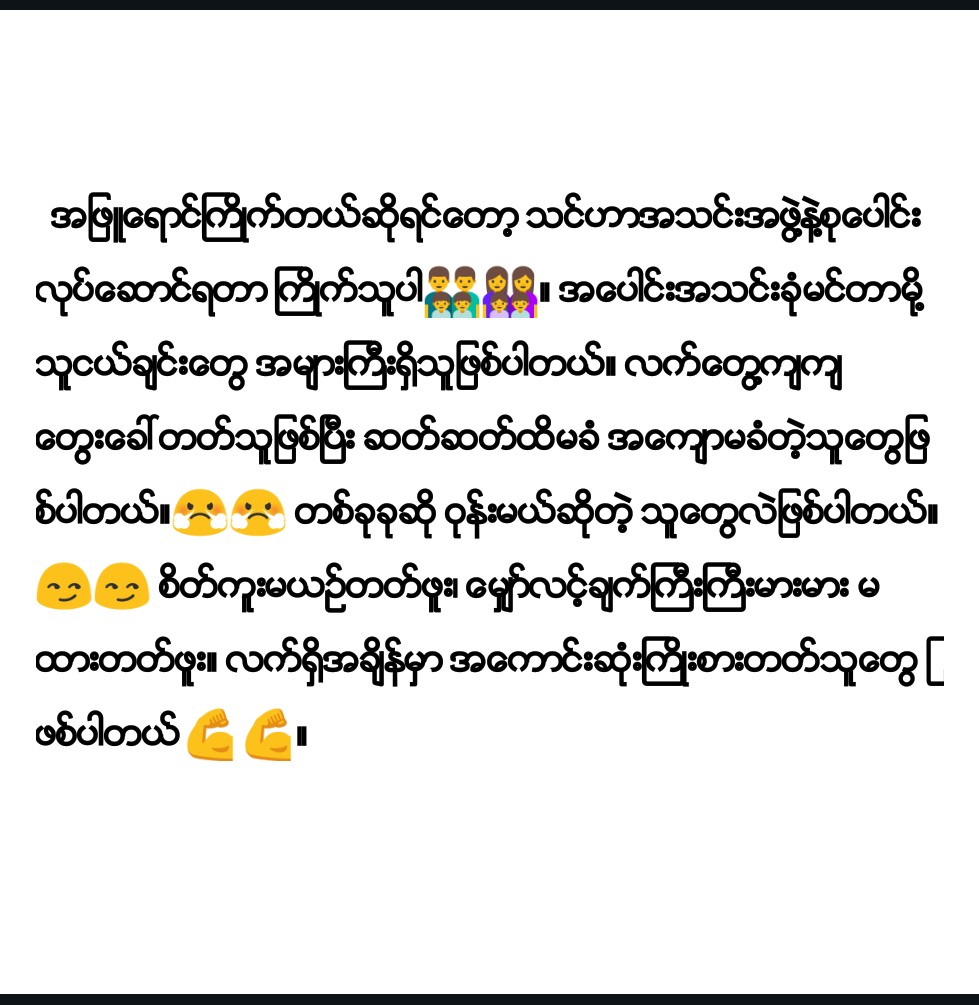 အဖြူရောင်ကြိုက်တယ်ဆိုရင်တော့ သင်ဟာအသင်းအဖွဲ့နဲ့စုပေါင်း
လုပ်ဆောင်ရတာ ကြိုက်သူပါ👨‍👨‍👦‍👦👩‍👩‍👧‍👦။ အပေါင်းအသင်းခုံမင်တာမို့
သူငယ်ချင်းတွေ အများကြီးရှိသူဖြစ်ပါတယ်။ လက်တွေ့ကျကျ
တွေးခေါ်တတ်သူဖြစ်ပြီး ဆတ်ဆတ်ထိမခံ အကျောမခံတဲ့သူတွေဖြ
စ်ပါတယ်။😤😤 တစ်ခုခုဆို ဝုန်းမယ်ဆိုတဲ့ သူတွေလဲဖြစ်ပါတယ်။
😏😏 စိတ်ကူးမယဉ်တတ်ဖူး၊ မျှော်လင့်ချက်ကြီးကြီးမားမား မ
ထားတတ်ဖူး။ လက်ရှိအချိန်မှာ အကောင်းဆုံးကြိုးစားတတ်သူတွေ ြ
ဖစ်ပါတယ်💪💪။